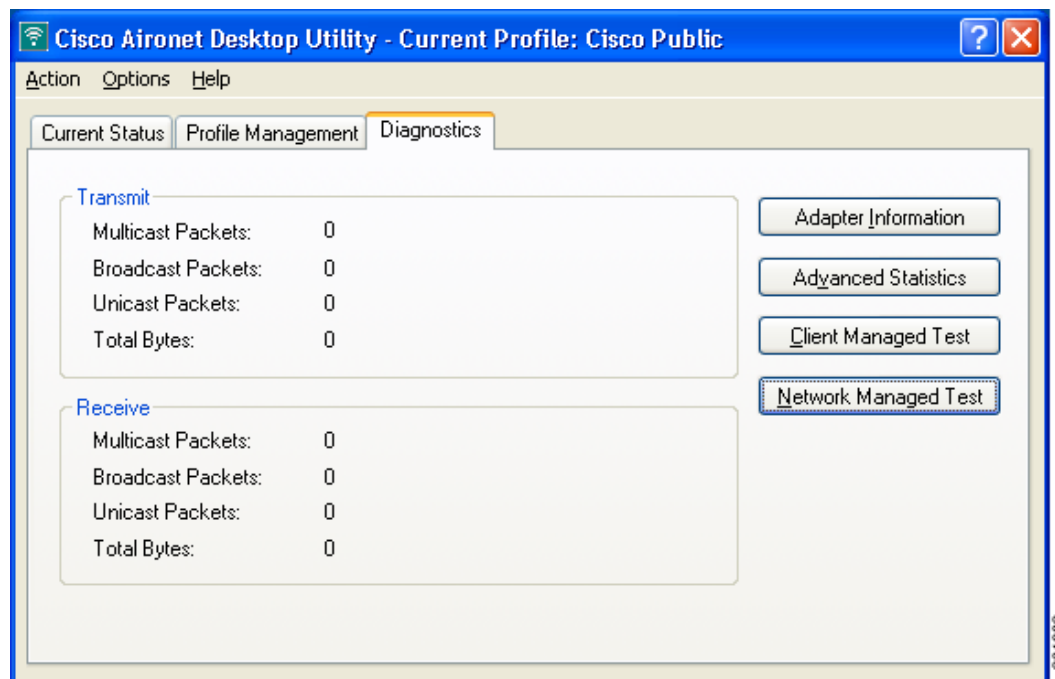 Cisco Aironet Desktop Utility - Current Profile: Cisco Public
Action Options Help
Current Status Profile Management Diagnostics
Transmit
Multicast Packets: 0
Broadcast Packets: 0
Unicast Packets: 0
Total Bytes: 0
Receive
Multicast Packets: 0
Broadcast Packets: 0
Unicast Packets: 0
Total Bytes: 0
Adapter Information
Advanced Statistics
Client Managed Test
Network Managed Test